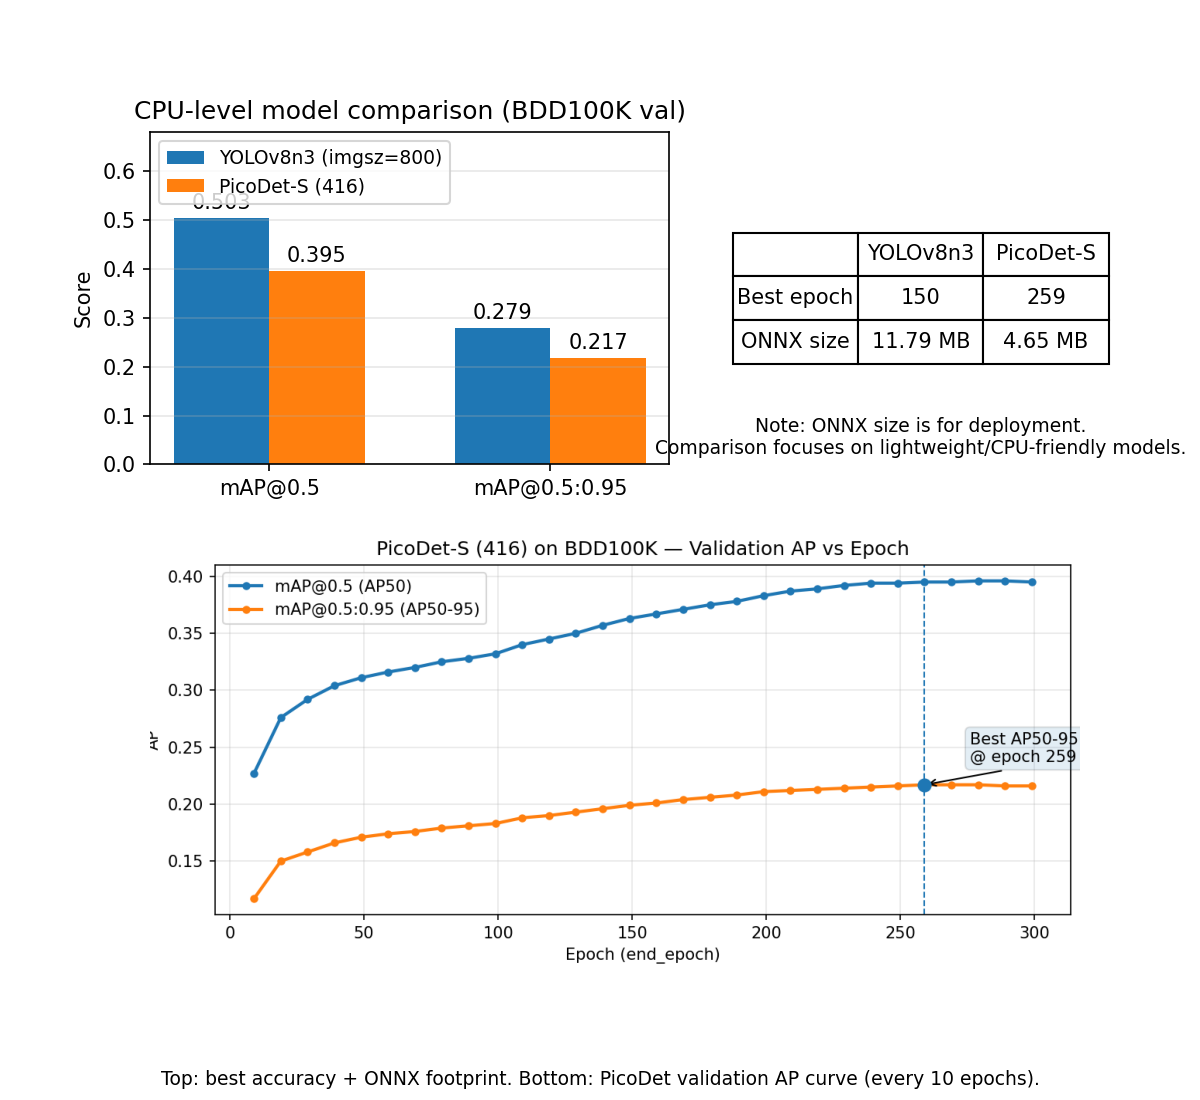 CPU-level model comparison (BDD100K val)
YOLOv8n3 (imgsz=800)
PicoDet-S (416)
0.6
0.5
0.4
0.3
0.2
0.1
0.0
Score
0.503
0.395
0.279
0.217
mAP@0.5
mAP@0.5:0.95
YOLOv8n3 PicoDet-S
Best epoch 150 259
ONNX size 11.79 MB 4.65 MB
Note: ONNX size is for deployment.
Comparison focuses on lightweight/CPU-friendly models.
PicoDet-S (416) on BDD100K — Validation AP vs Epoch
mAP@0.5 (AP50)
mAP@0.5:0.95 (AP50-95)
0.40
0.35
0.30
0.25
0.20
0.15
AP
Best AP50-95
@ epoch 259
0 50 100 150 200 250 300
Epoch (end_epoch)
Top: best accuracy + ONNX footprint. Bottom: PicoDet validation AP curve (every 10 epochs).